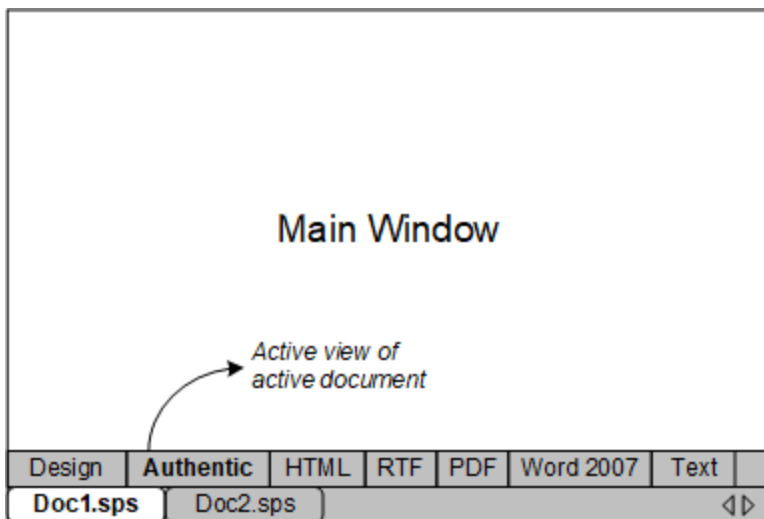 Main Window
Active view of
active document
Design Authentic HTML RTF PDF Word 2007 Text
Doc1.sps Doc2.sps